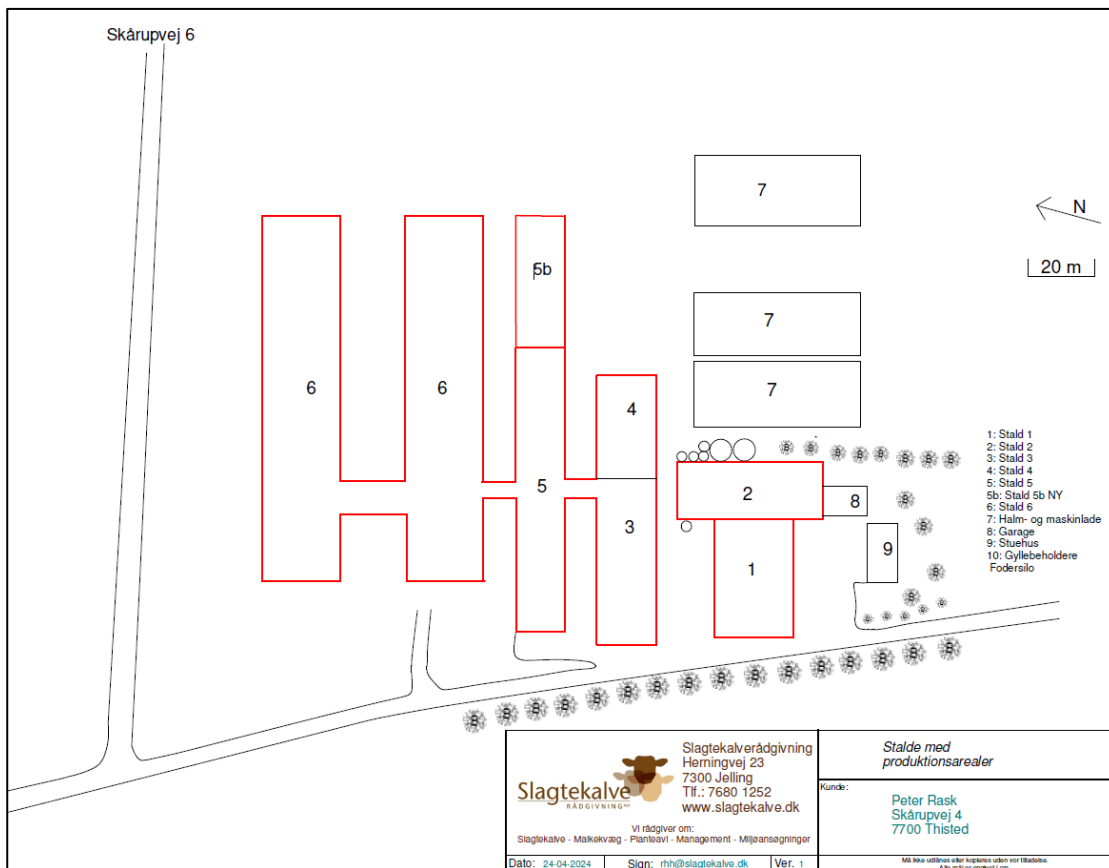 Skårupvej 6
7
N
20 m
5b
7
6
6
7
4
1: Stald 1
2: Stald 2
3: Stald 3
4: Stald 4
5: Stald 5
5b: Stald 5b NY
6: Stald 6
7: Halm- og maskinlade
8: Garage
9: Stuehus
10: Gyllebeholdere
Fodersilo
5
2
8
3
9
1
Slagtekalverådgivning
Herningvej 23
7300 Jelling
Tlf.: 7680 1252
www.slagtekalve.dk
Slagtekalve
RÅDGIVNING
Vi rådgiver om:
Slagtekalve - Malkekvæg - Planteavl - Management - Miljøansøgninger
Dato: 24-04-2024 Sign: rhh@slagtekalve.dk Ver. 1
Stalde med
produktionsarealer
Kunde:
Peter Rask
Skårupvej 4
7700 Thisted
Må ikke udlånes eller kopieres uden vor tilladelse.